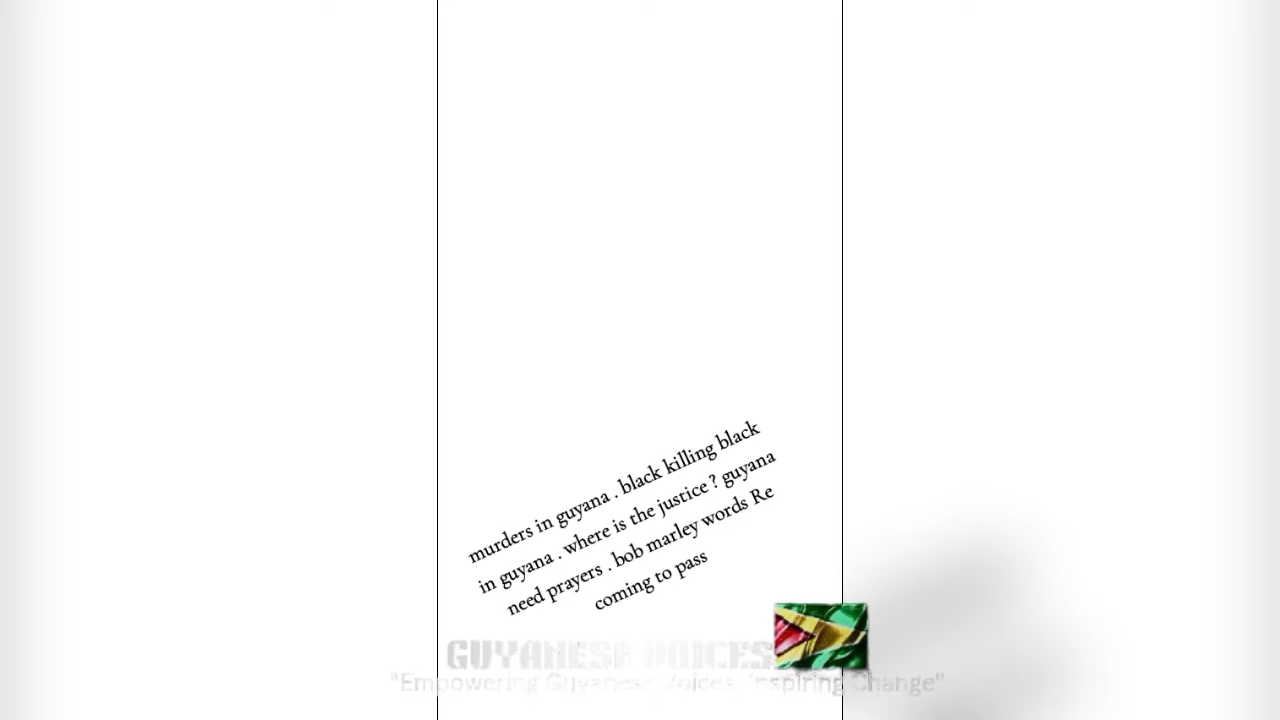 murders in guyana . black killing black
in guyana . where is the justice ? guyana
need prayers . bob marley words Re
coming to pass
GUYANESE VOICES
"Empowering Guyanese Voices, Inspiring Change"